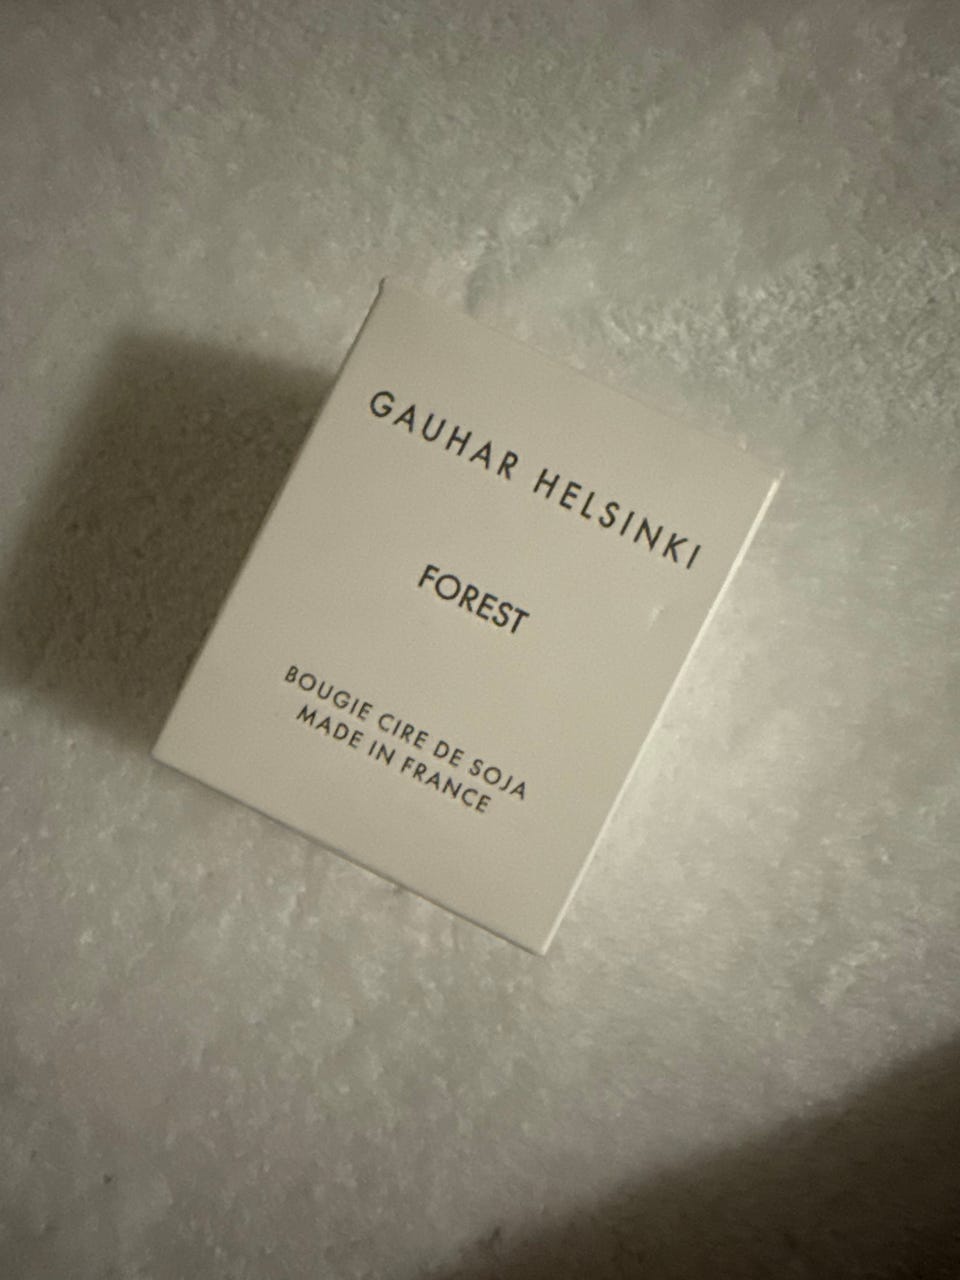 GAUHAR HELSINKI
FOREST
BOUGIE CIRE DE SOJA
MADE IN FRANCE